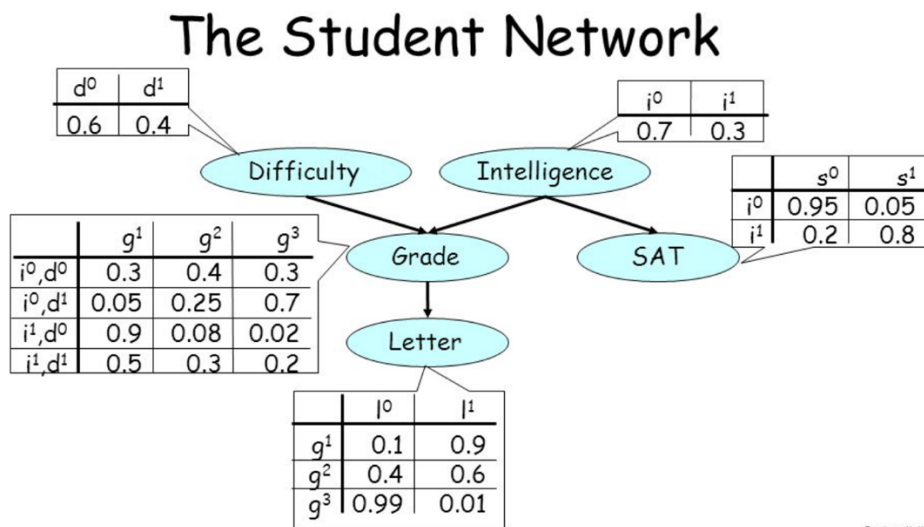 The Student Network
d⁰ d¹
0.6 0.4
i⁰ i¹
0.7 0.3
Difficulty
Intelligence
s⁰ s¹
i⁰ 0.95 0.05
i¹ 0.2 0.8
g¹ g² g³
i⁰,d⁰ 0.3 0.4 0.3
i⁰,d¹ 0.05 0.25 0.7
i¹,d⁰ 0.9 0.08 0.02
i¹,d¹ 0.5 0.3 0.2
Grade
SAT
Letter
l⁰ l¹
g¹ 0.1 0.9
g² 0.4 0.6
g³ 0.99 0.01